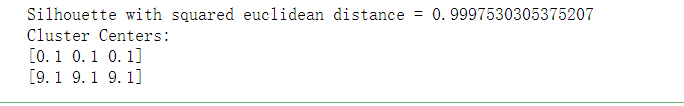 Silhouette with squared euclidean distance = 0.9997530305375207
Cluster Centers:
[0.1 0.1 0.1]
[9.1 9.1 9.1]